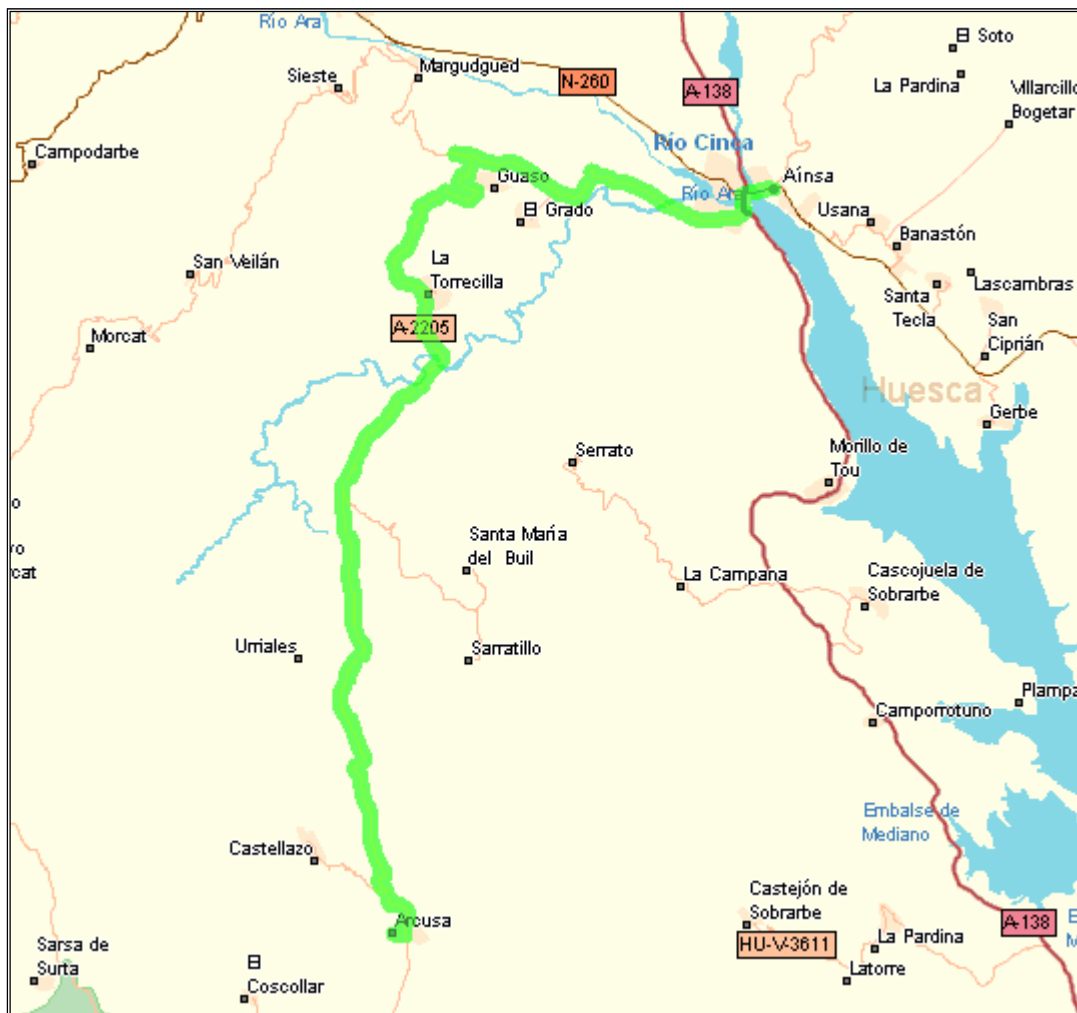 Río Ara
Sieste
Margudgued
N-260
A-138
El Soto
La Pardina
Bogetar
Campodarbe
Río Cinca
Guaso
Río Ara
Aínsa
El Grado
Usana
Banastón
San Veilán
La
Torrecilla
Santa
Tecla
Lascambras
San
Ciprián
Morcat
A-2205
Huesca
Gerbe
Serrato
Morillo de
Tou
Santa María
del Buil
La Campana
Cascojuela de
Sobrarbe
Urriales
Sarratillo
Plampa
Camporrotuno
Embalse de
Mediano
Castellazo
Arcusa
Castejón de
Sobrarbe
HU-V-3611
A-138
La Pardina
Latorre
Sarsa de
Surta
El
Coscollar